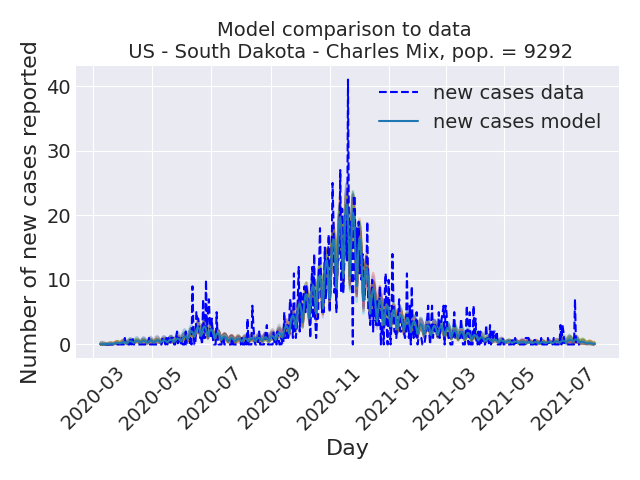 Model comparison to data
US - South Dakota - Charles Mix, pop. = 9292
Number of new cases reported
40
30
20
10
0
new cases data
new cases model
2020-03
2020-05
2020-07
2020-09
2020-11
2021-01
2021-03
2021-05
2021-07
Day